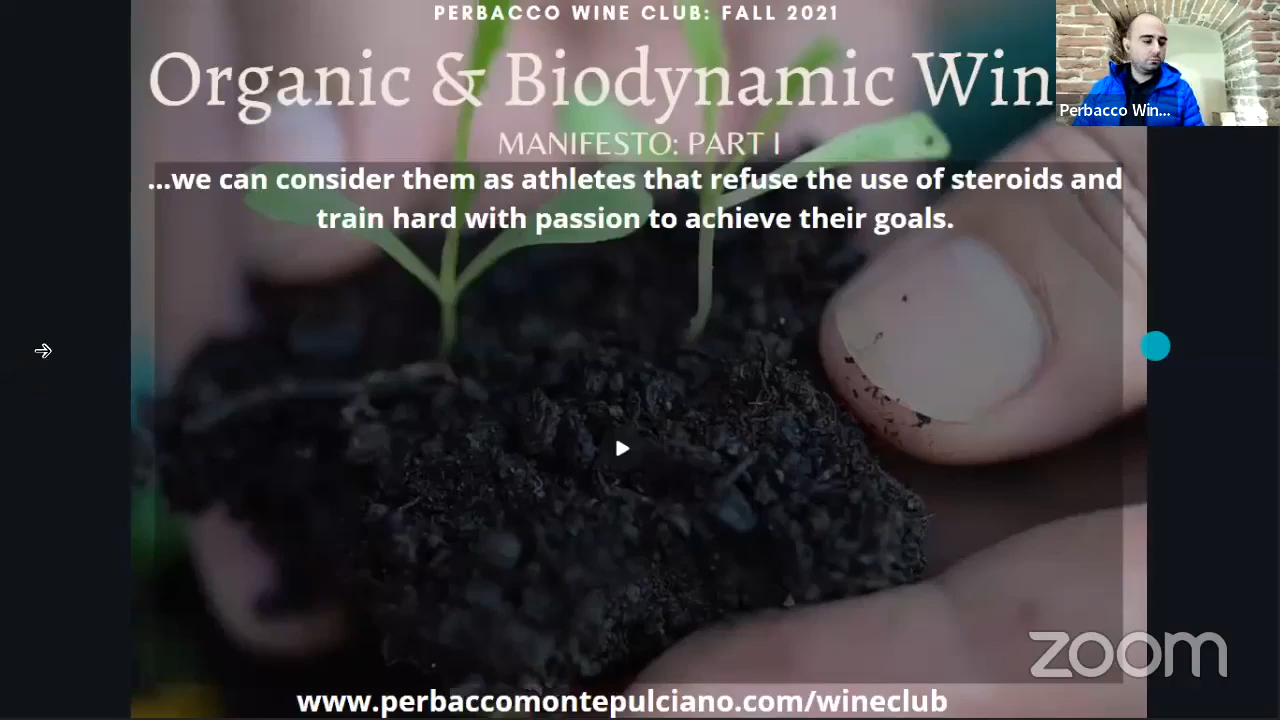 PERBACCO WINE CLUB: FALL 2021
Organic & Biodynamic Win
MANIFESTO: PART I
Perbacco Win...
...we can consider them as athletes that refuse the use of steroids and
train hard with passion to achieve their goals.
zoom
www.perbaccomontepulciano.com/wineclub